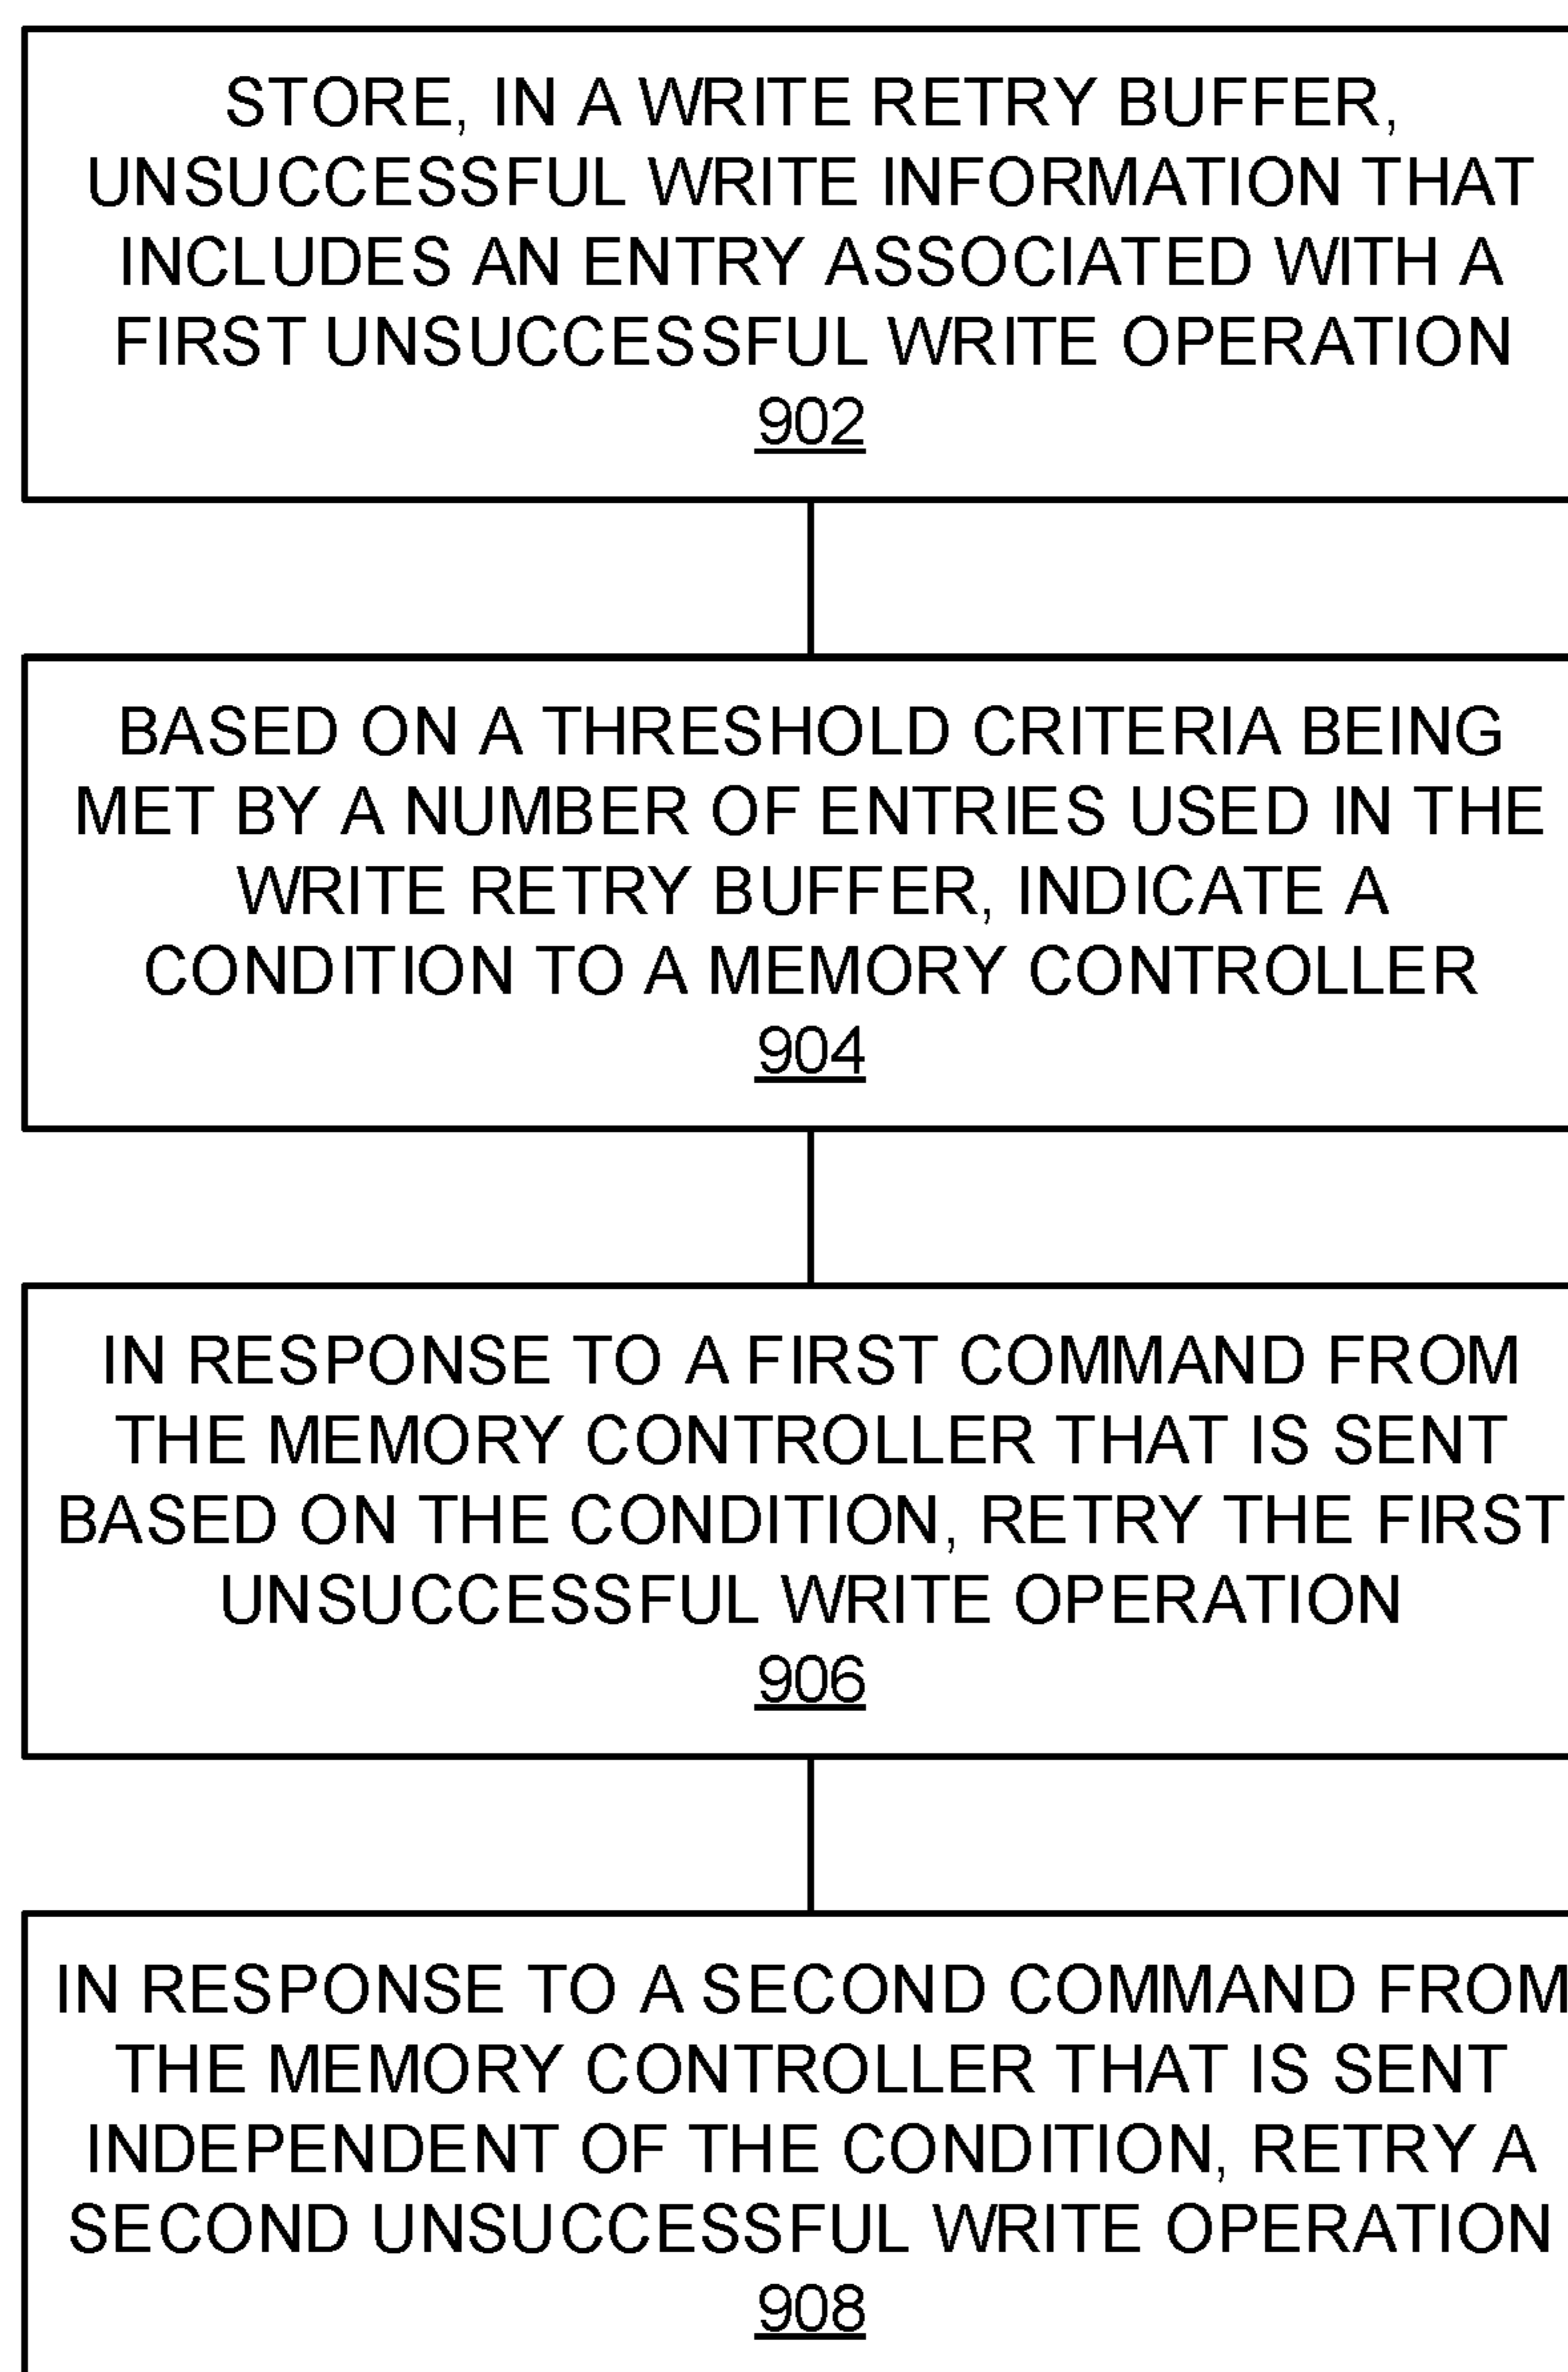 STORE, IN A WRITE RETRY BUFFER,
UNSUCCESSFUL WRITE INFORMATION THAT
INCLUDES AN ENTRY ASSOCIATED WITH A
FIRST UNSUCCESSFUL WRITE OPERATION
902
BASED ON A THRESHOLD CRITERIA BEING
MET BY A NUMBER OF ENTRIES USED IN THE
WRITE RETRY BUFFER, INDICATE A
CONDITION TO A MEMORY CONTROLLER
904
IN RESPONSE TO A FIRST COMMAND FROM
THE MEMORY CONTROLLER THAT IS SENT
BASED ON THE CONDITION, RETRY THE FIRST
UNSUCCESSFUL WRITE OPERATION
906
IN RESPONSE TO A SECOND COMMAND FROM
THE MEMORY CONTROLLER THAT IS SENT
INDEPENDENT OF THE CONDITION, RETRY A
SECOND UNSUCCESSFUL WRITE OPERATION
908